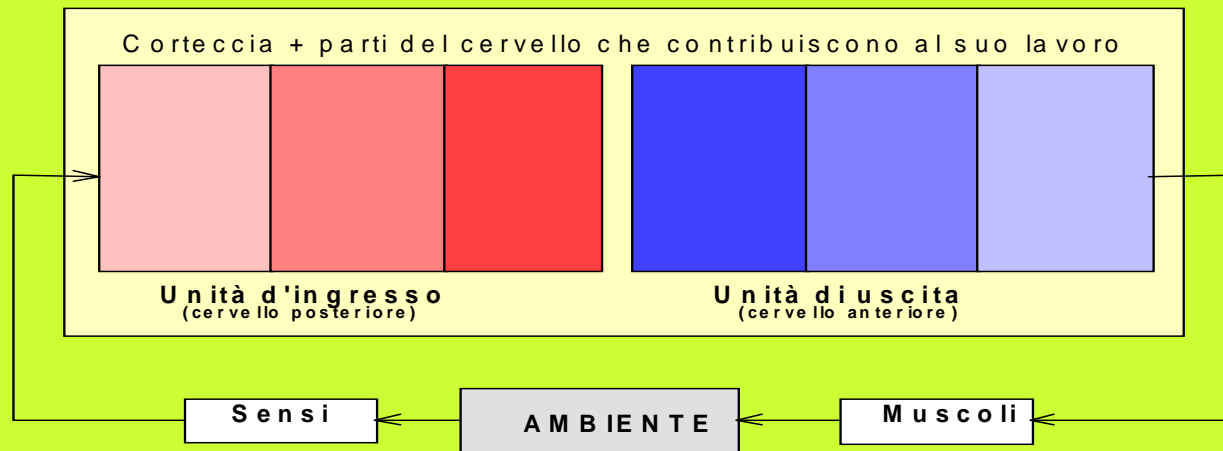 Corteccia + parti del cervello che contribuiscono al suo lavoro
Unità d'ingresso
(cervello posteriore)
Unità di uscita
(cervello anteriore)
Sensi
AMBIENTE
Muscoli